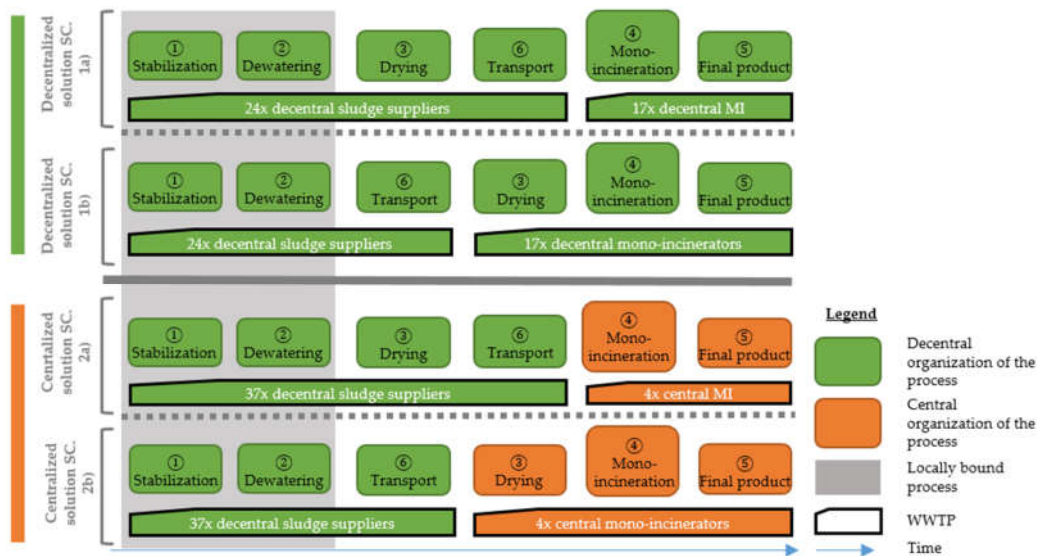 Decentralized
solution SC.
1a)
①
Stabilization
②
Dewatering
③
Drying
⑥
Transport
④
Mono-
incineration
⑤
Final product
24x decentral sludge suppliers
17x decentral MI
Decentralized
solution SC.
1b)
①
Stabilization
②
Dewatering
⑥
Transport
③
Drying
④
Mono-
incineration
⑤
Final product
24x decentral sludge suppliers
17x decentral mono-incinerators
Cenrtalized
solution SC.
2a)
①
Stabilization
②
Dewatering
③
Drying
⑥
Transport
④
Mono-
incineration
⑤
Final product
37x decentral sludge suppliers
4x central MI
Centralized
solution SC.
2b)
①
Stabilization
②
Dewatering
⑥
Transport
③
Drying
④
Mono-
incineration
⑤
Final product
37x decentral sludge suppliers
4x central mono-incinerators
Legend
Decentral
organization of the
process
Central
organization of the
process
Locally bound
process
WWTP
Time